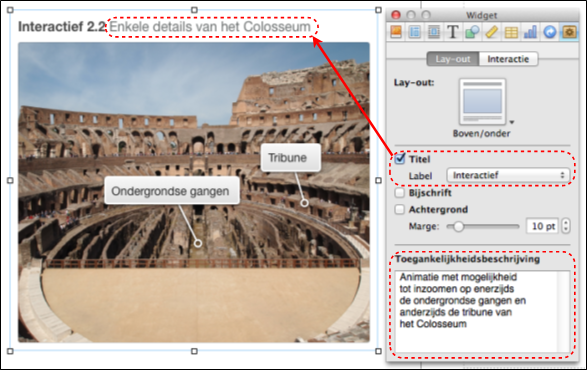 Interactief 2.2 Enkele details van het Colosseum
Tribune
Ondergrondse gangen
Widget
T
Lay-out
Interactie
Lay-out:
Boven/onder
Titel
Label
Interactief
Bijschrift
Achtergrond
Marge:
10 pt
Toegankelijkheidsbeschrijving
Animatie met mogelijkheid
tot inzoomen op enerzijds
de ondergrondse gangen en
anderzijds de tribune van
het Colosseum